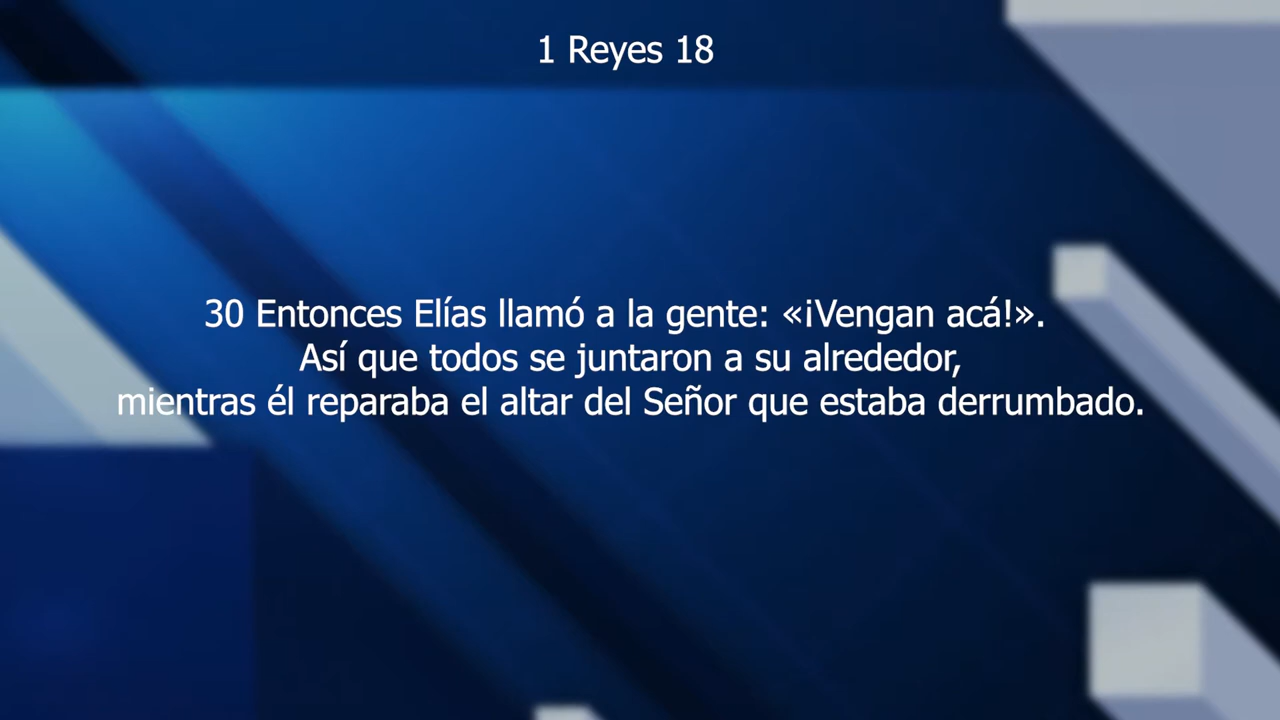 1 Reyes 18
30 Entonces Elías llamó a la gente: «¡Vengan acá!».
Así que todos se juntaron a su alrededor,
mientras él reparaba el altar del Señor que estaba derrumbado.